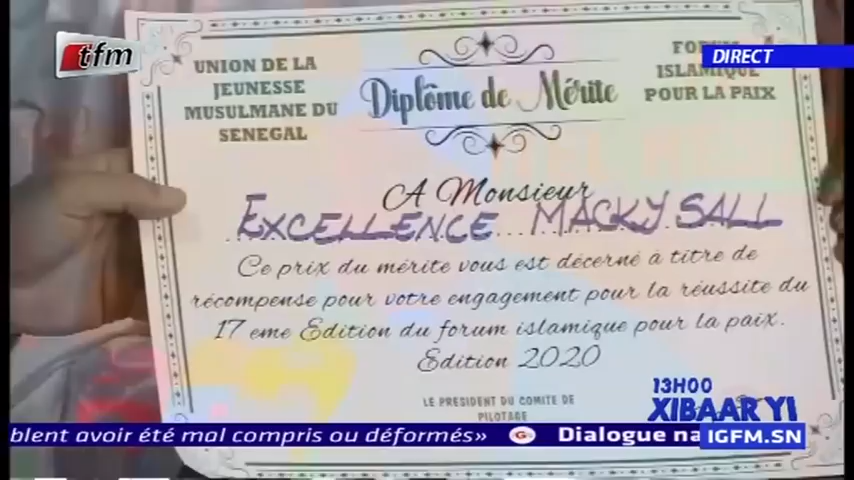 tfm
DIRECT
UNION DE LA
JEUNESSE
MUSULMANE DU
SENEGAL
Diplôme de Mérite
FORUM
ISLAMIQUE
POUR LA PAIX
A Monsieur
EXCELLENCE MACKY SALL
Ce prix du mérite vous est décerné à titre de
récompense pour votre engagement pour la réussite du
17 eme Edition du forum islamique pour la paix.
Edition 2020
LE PRESIDENT DU COMITE DE
PILOTAGE
13H00
XIBAAR YI
blent avoir été mal compris ou déformés» Dialogue na
IGFM.SN